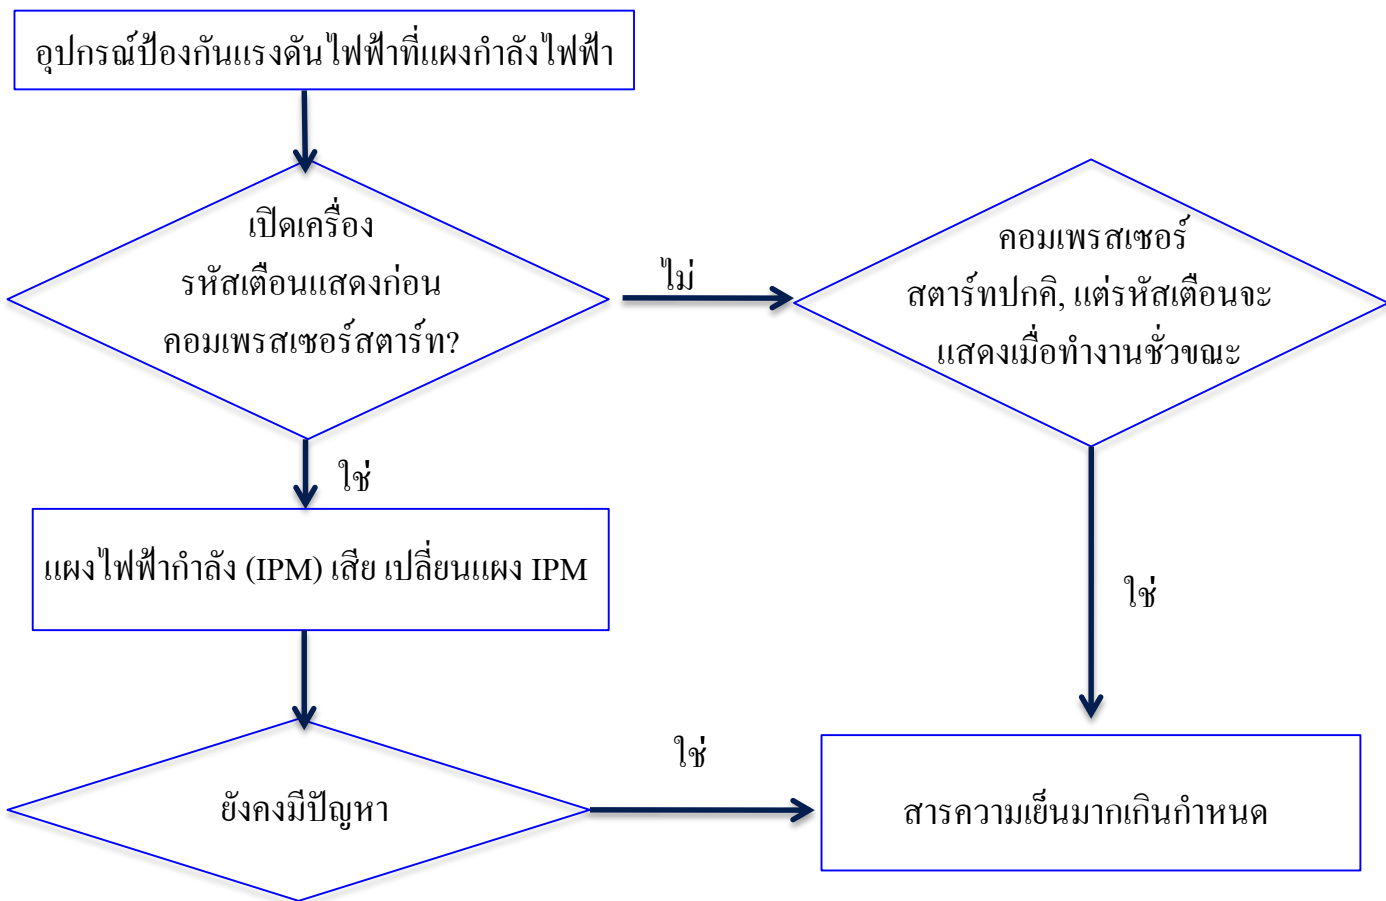 อุปกรณ์ป้องกันแรงดันไฟฟ้าที่แผงกำลังไฟฟ้า
เปิดเครื่อง
รหัสเตือนแสดงก่อน
คอมเพรสเซอร์สตาร์ท?
ไม่
คอมเพรสเซอร์
สตาร์ทปกคิ, แต่รหัสเตือนจะ
แสดงเมื่อทำงานชั่วขณะ
ใช่
แผงไฟฟ้ากำลัง (IPM) เสีย เปลี่ยนแผง IPM
ใช่
ยังคงมีปัญหา
ใช่
สารความเย็นมากเกินกำหนด